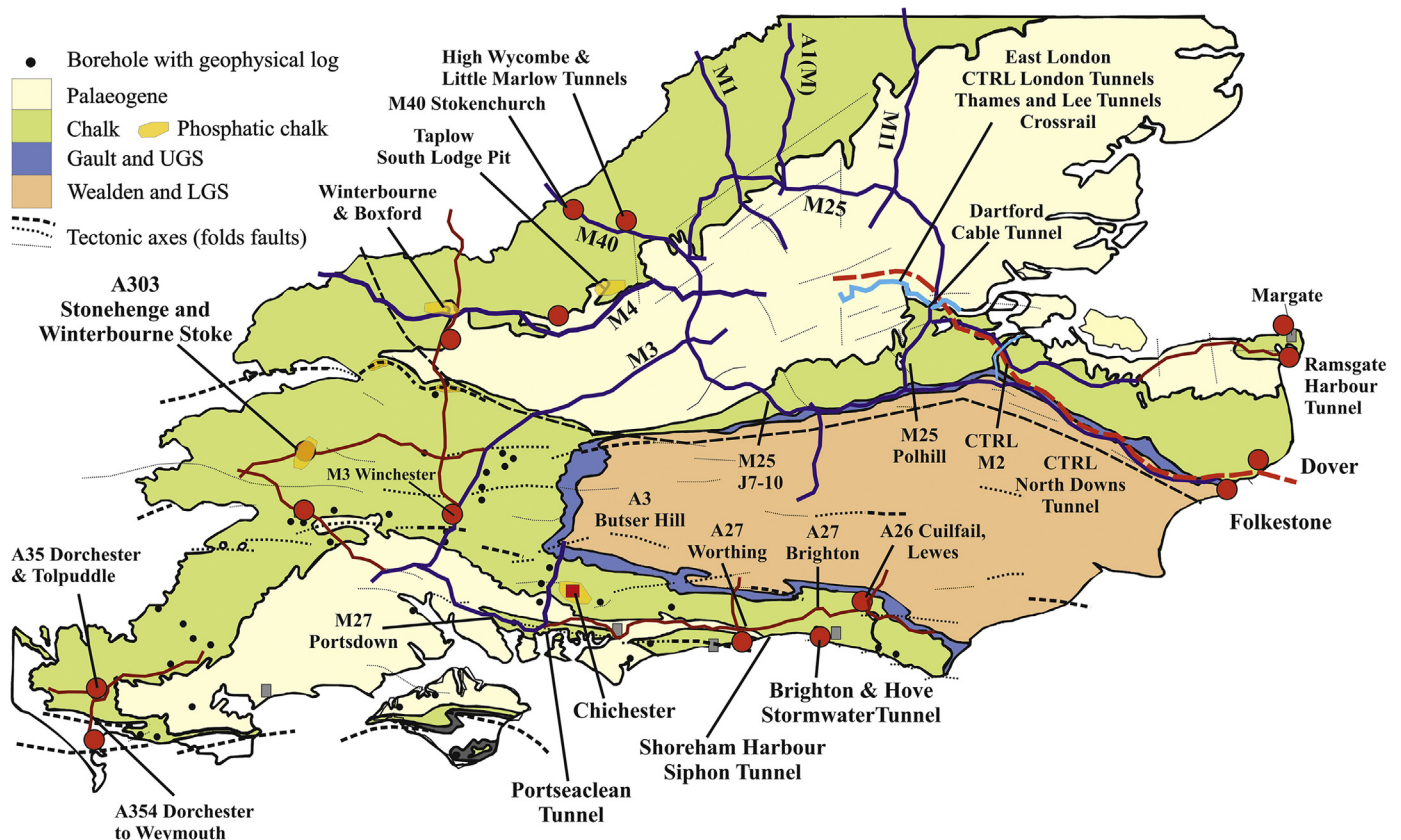 Borehole with geophysical log
Palaeogene
Chalk
Phosphatic chalk
Gault and UGS
Wealden and LGS
Tectonic axes (folds faults)
High Wycombe &
Little Marlow Tunnels
M40 Stokenchurch
Taplow
South Lodge Pit
Winterbourne
& Boxford
A303
Stonehenge and
Winterbourne Stoke
M1
A1(M)
M11
M25
M40
M4
M3
East London
CTRL London Tunnels
Thames and Lee Tunnels
Crossrail
Dartford
Cable Tunnel
Margate
Ramsgate
Harbour
Tunnel
Dover
Folkestone
M25
Polhill
CTRL
M2
CTRL
North Downs
Tunnel
M25
J7-10
M3 Winchester
A3
Butser Hill
A27
Worthing
A27
Brighton
A26 Cuilfail,
Lewes
A35 Dorchester
& Tolpuddle
M27
Portsdown
Chichester
Brighton & Hove
StormwaterTunnel
Shoreham Harbour
Siphon Tunnel
Portseaclean
Tunnel
A354 Dorchester
to Weymouth